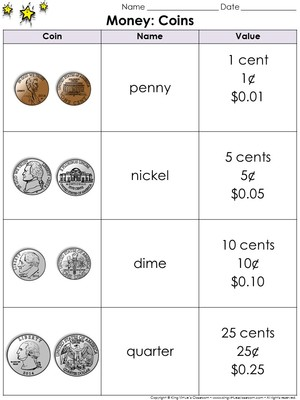 Name Date
Money: Coins
Coin Name Value
penny
1 cent
1¢
$0.01
nickel
5 cents
5¢
$0.05
dime
10 cents
10¢
$0.10
LIBERTY
quarter
25 cents
25¢
$0.25